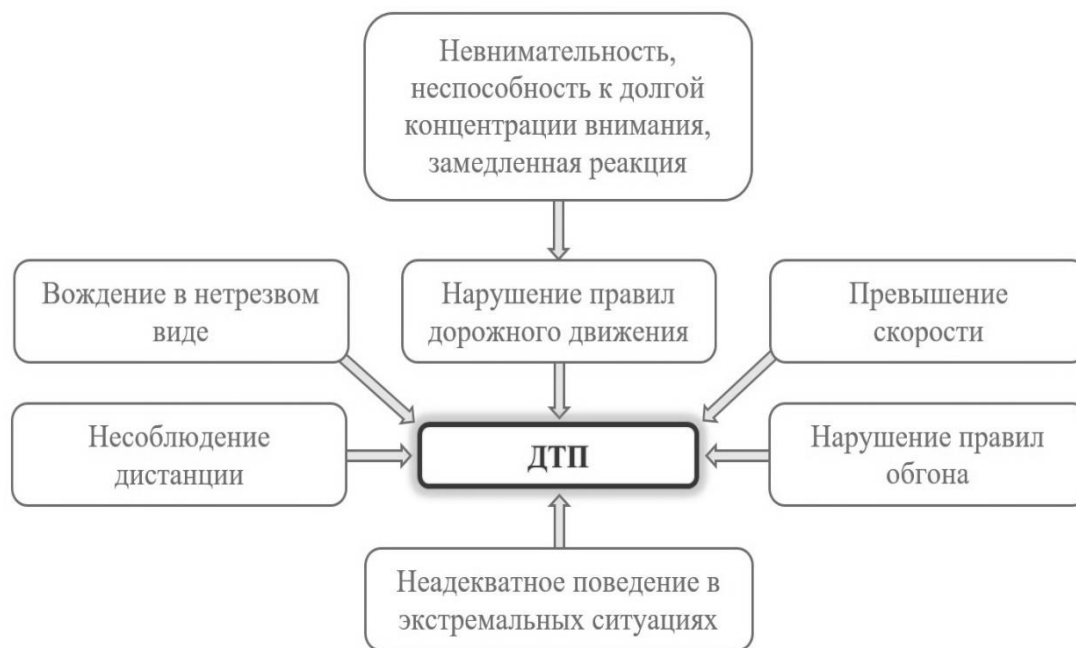 Невнимательность,
неспособность к долгой
концентрации внимания,
замедленная реакция
Вождение в нетрезвом
виде
Нарушение правил
дорожного движения
Превышение
скорости
Несоблюдение
дистанции
ДТП
Нарушение правил
обгона
Неадекватное поведение в
экстремальных ситуациях